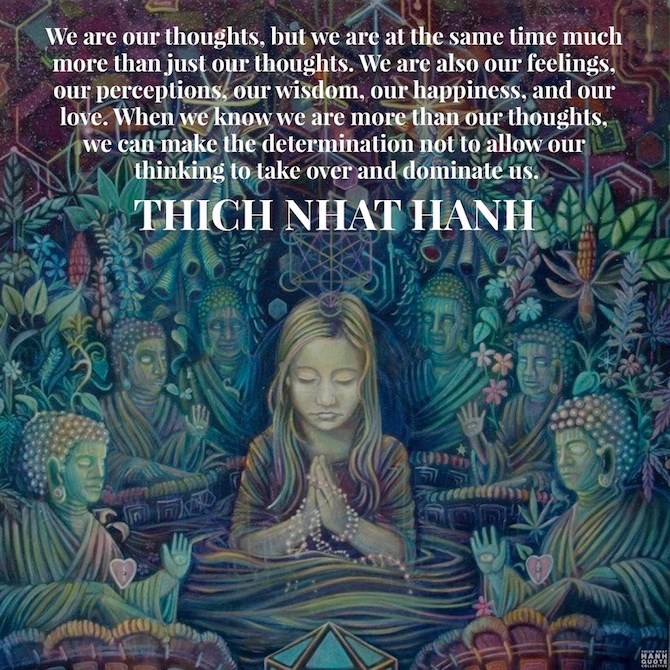 We are our thoughts, but we are at the same time much
more than just our thoughts. We are also our feelings,
our perceptions, our wisdom, our happiness, and our
love. When we know we are more than our thoughts,
we can make the determination not to allow our
thinking to take over and dominate us.
THICH NHAT HANH
HANH
QUOTE